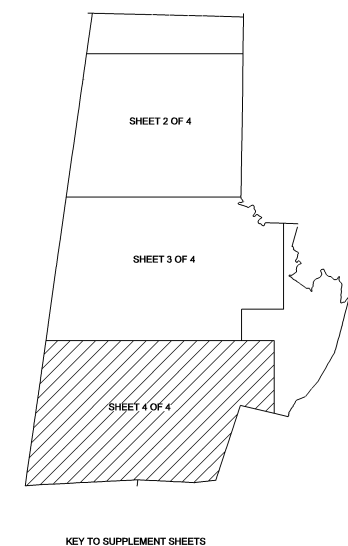 SHEET 2 OF 4
SHEET 3 OF 4
SHEET 4 OF 4
KEY TO SUPPLEMENT SHEETS